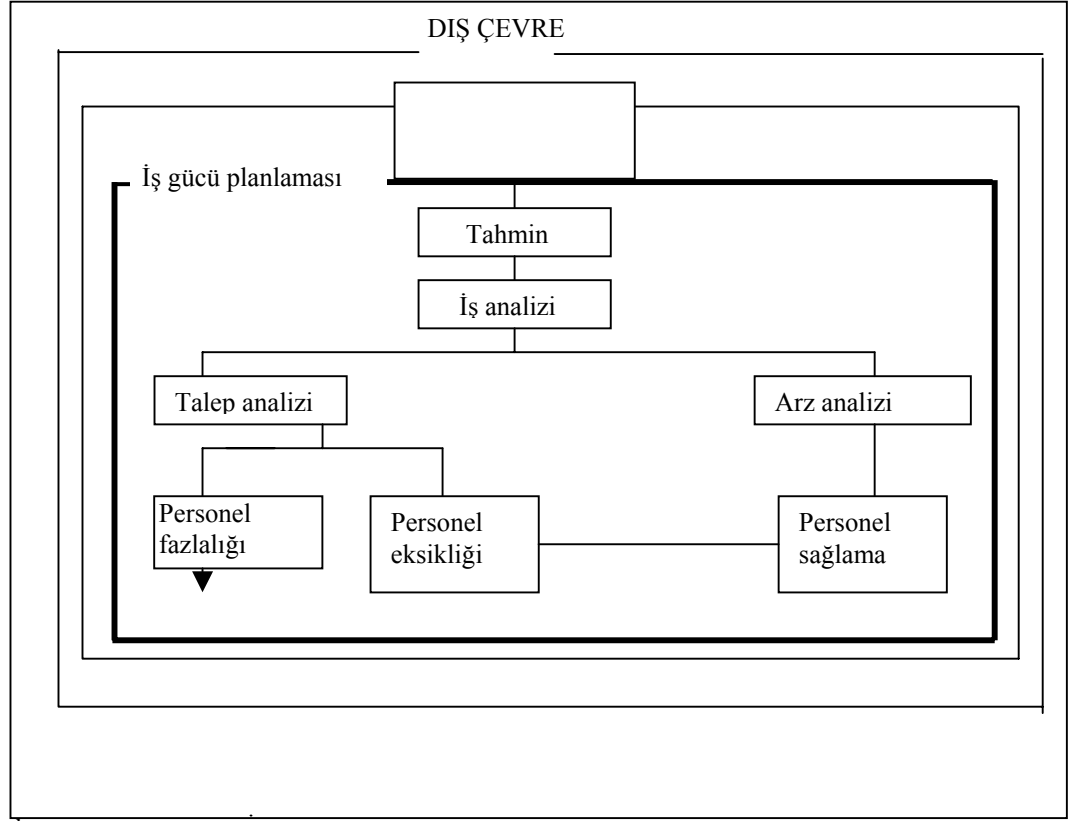 DIŞ ÇEVRE
İş gücü planlaması
Tahmin
İş analizi
Talep analizi
Arz analizi
Personel
fazlalığı
Personel
eksikliği
Personel
sağlama